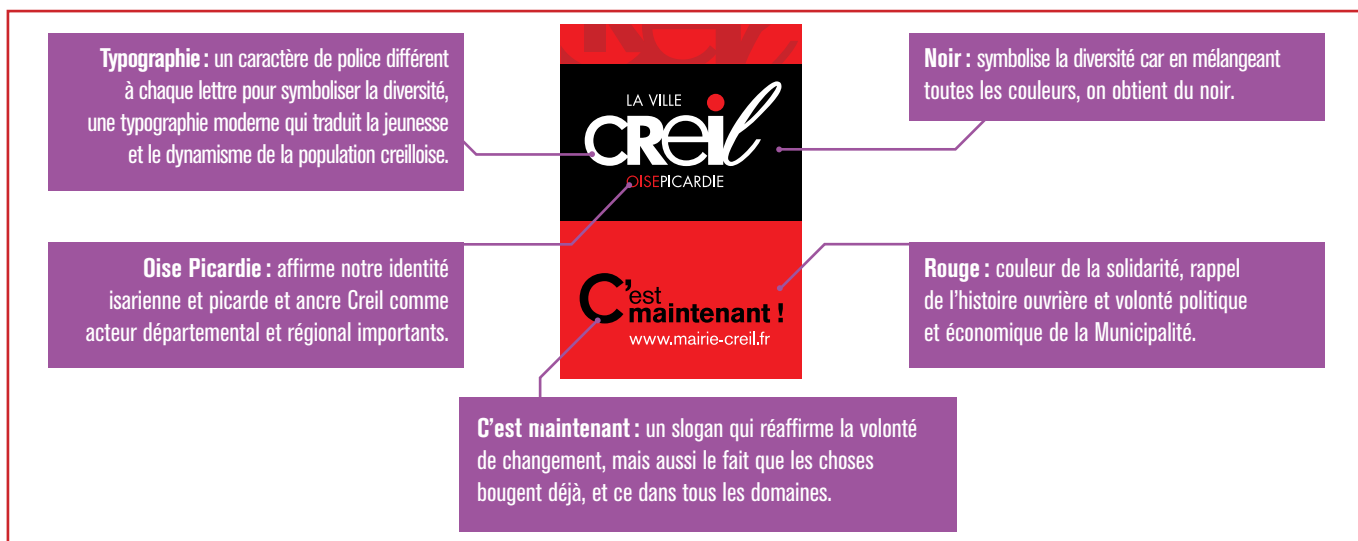 Typographie : un caractère de police différent
à chaque lettre pour symboliser la diversité,
une typographie moderne qui traduit la jeunesse
et le dynamisme de la population creilloise.
Oise Picardie : affirme notre identité
isarienne et picarde et ancre Creil comme
acteur départemental et régional importants.
LA VILLE
CReil
OISEPICARDIE
C'est
maintenant !
www.mairie-creil.fr
Noir : symbolise la diversité car en mélangeant
toutes les couleurs, on obtient du noir.
Rouge : couleur de la solidarité, rappel
de l'histoire ouvrière et volonté politique
et économique de la Municipalité.
C'est maintenant : un slogan qui réaffirme la volonté
de changement, mais aussi le fait que les choses
bougent déjà, et ce dans tous les domaines.